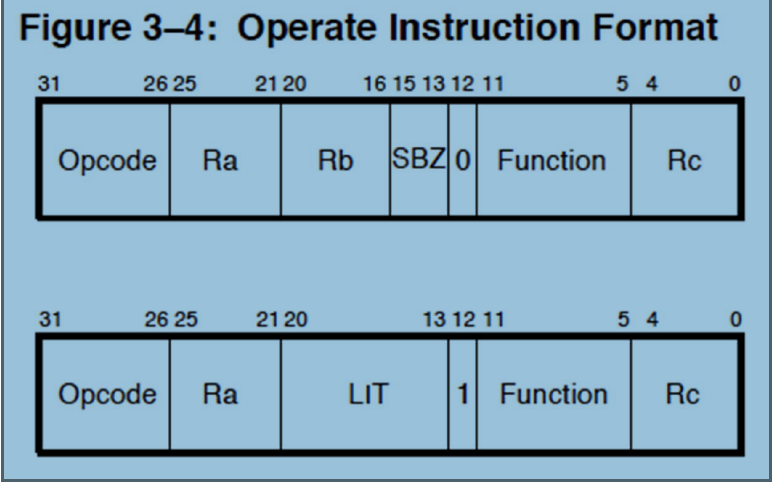 Figure 3–4: Operate Instruction Format
31 26 25 21 20 16 15 13 12 11 5 4 0
Opcode Ra Rb SBZ 0 Function Rc
31 26 25 21 20 13 12 11 5 4 0
Opcode Ra LIT 1 Function Rc